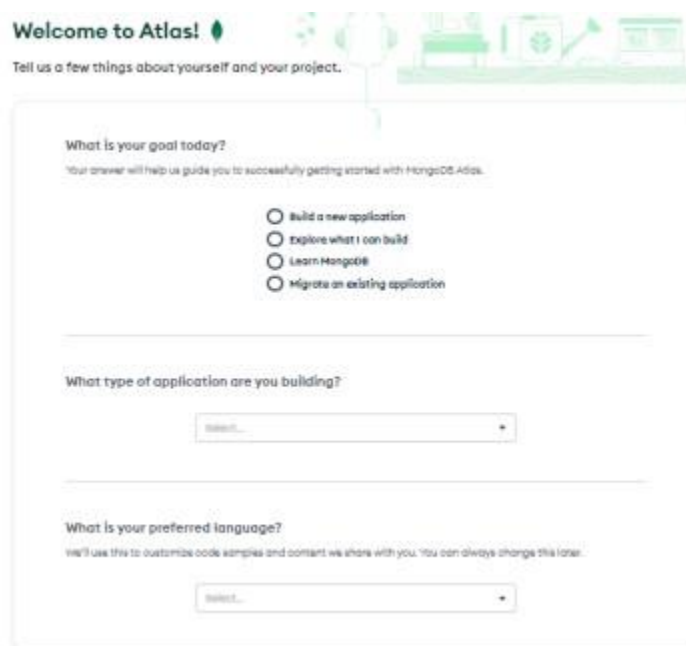 Welcome to Atlas!
Tell us a few things about yourself and your project.
What is your goal today?
Your answer will help us guide you to successfully getting started with MongoDB Atlas.
Build a new application
Explore what I can build
Learn MongoDB
Migrate an existing application
What type of application are you building?
Select...
What is your preferred language?
We'll use this to customize code samples and content we share with you. You can always change this later.
Select...